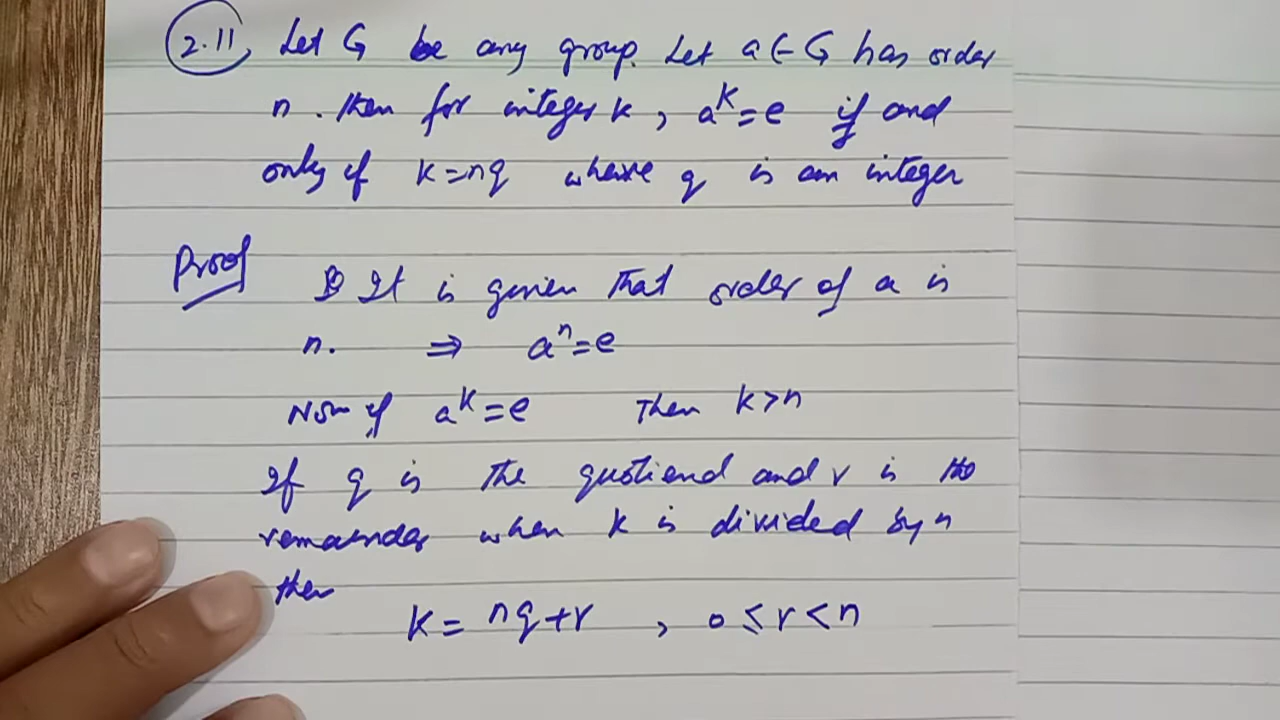 2.11, Let G be any group. Let a ∈ G has order
n. then for integer k, a^k = e if and
only if k = nq where q is an integer
Proof It is given that order of a is
n. ⇒ a^n = e
Now if a^k = e Then k > n
If q is the quotiend and r is the
remainder when k is divided by n
then
k = nq + r , 0 ≤ r < n